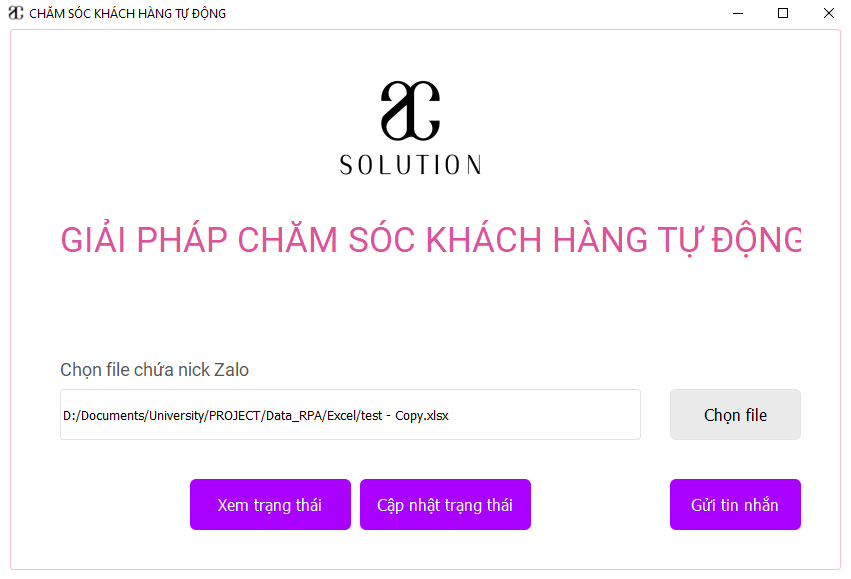 CHĂM SÓC KHÁCH HÀNG TỰ ĐỘNG
SOLUTION
GIẢI PHÁP CHĂM SÓC KHÁCH HÀNG TỰ ĐỘNG
Chọn file chứa nick Zalo
D:/Documents/University/PROJECT/Data_RPA/Excel/test - Copy.xlsx
Chọn file
Xem trạng thái
Cập nhật trạng thái
Gửi tin nhắn